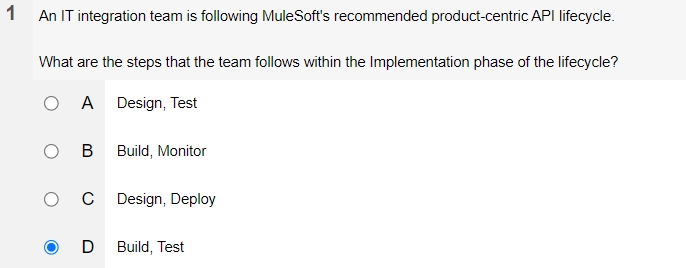 1 An IT integration team is following MuleSoft's recommended product-centric API lifecycle.
What are the steps that the team follows within the Implementation phase of the lifecycle?
A Design, Test
B Build, Monitor
C Design, Deploy
D Build, Test